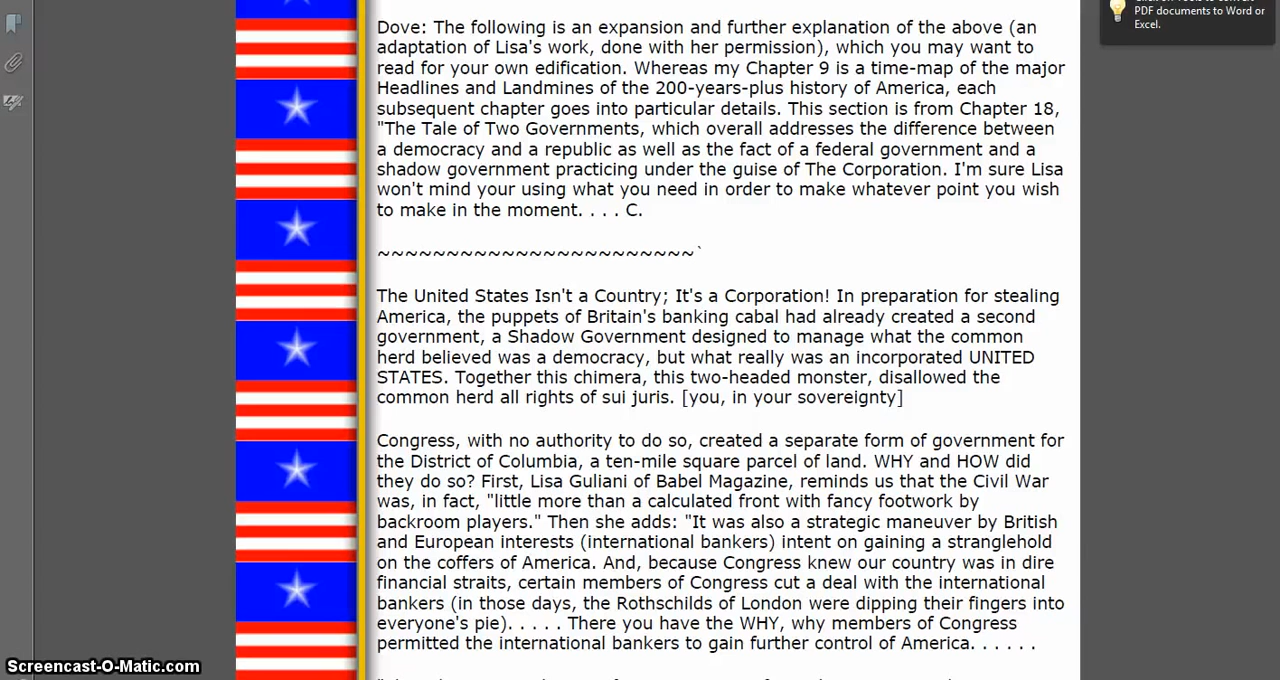 PDF documents to Word or
Excel.
Dove: The following is an expansion and further explanation of the above (an
adaptation of Lisa's work, done with her permission), which you may want to
read for your own edification. Whereas my Chapter 9 is a time-map of the major
Headlines and Landmines of the 200-years-plus history of America, each
subsequent chapter goes into particular details. This section is from Chapter 18,
"The Tale of Two Governments, which overall addresses the difference between
a democracy and a republic as well as the fact of a federal government and a
shadow government practicing under the guise of The Corporation. I'm sure Lisa
won't mind your using what you need in order to make whatever point you wish
to make in the moment. . . . C.
~~~~~~~~~~~~~~~~~~~~~~~`
The United States Isn't a Country; It's a Corporation! In preparation for stealing
America, the puppets of Britain's banking cabal had already created a second
government, a Shadow Government designed to manage what the common
herd believed was a democracy, but what really was an incorporated UNITED
STATES. Together this chimera, this two-headed monster, disallowed the
common herd all rights of sui juris. [you, in your sovereignty]
Congress, with no authority to do so, created a separate form of government for
the District of Columbia, a ten-mile square parcel of land. WHY and HOW did
they do so? First, Lisa Guliani of Babel Magazine, reminds us that the Civil War
was, in fact, "little more than a calculated front with fancy footwork by
backroom players." Then she adds: "It was also a strategic maneuver by British
and European interests (international bankers) intent on gaining a stranglehold
on the coffers of America. And, because Congress knew our country was in dire
financial straits, certain members of Congress cut a deal with the international
bankers (in those days, the Rothschilds of London were dipping their fingers into
everyone's pie). . . . . There you have the WHY, why members of Congress
permitted the international bankers to gain further control of America. . . . . .
Screencast-O-Matic.com